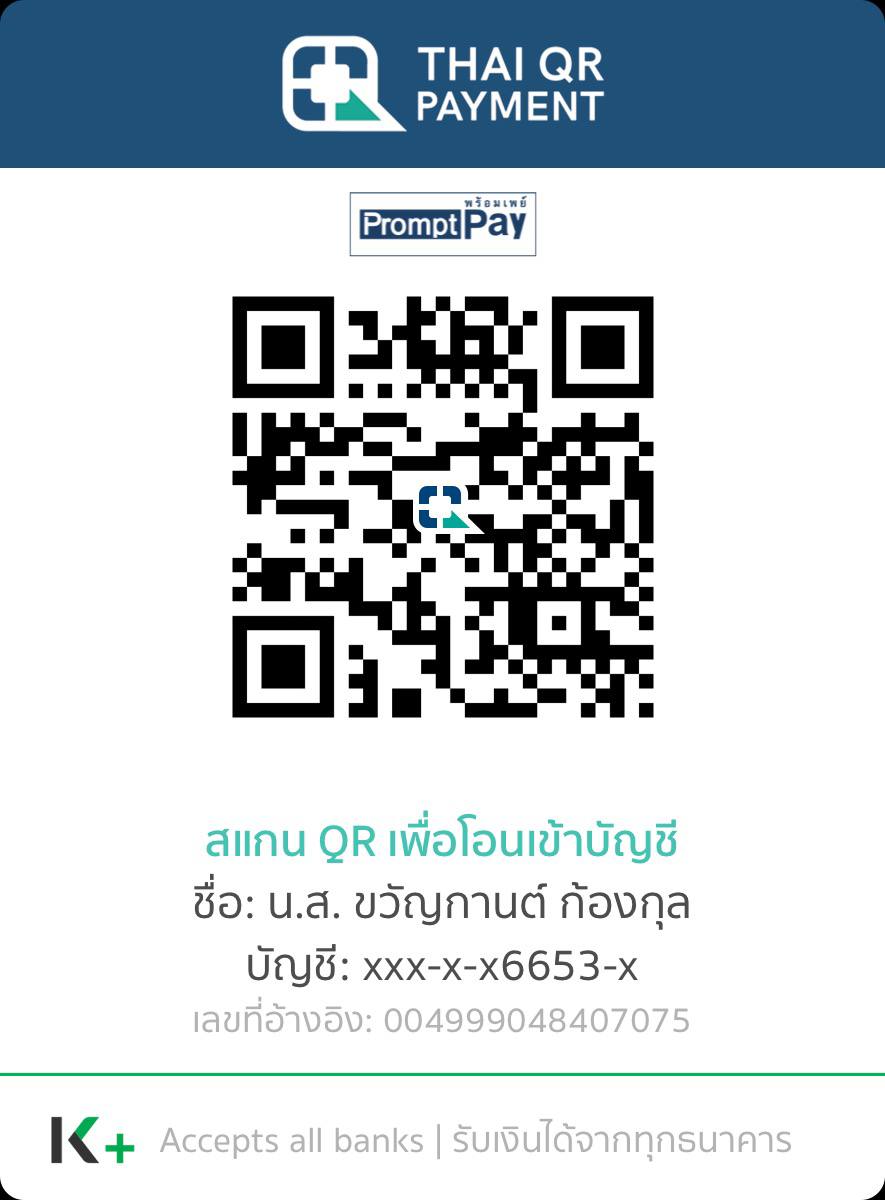 THAI QR
PAYMENT
พร้อมเพย์
PromptPay
สแกน QR เพื่อโอนเข้าบัญชี
ชื่อ: น.ส. ขวัญกานต์ ก้องกุล
บัญชี: xxx-x-x6653-x
เลขที่อ้างอิง: 004999048407075
K+ Accepts all banks | รับเงินได้จากทุกธนาคาร